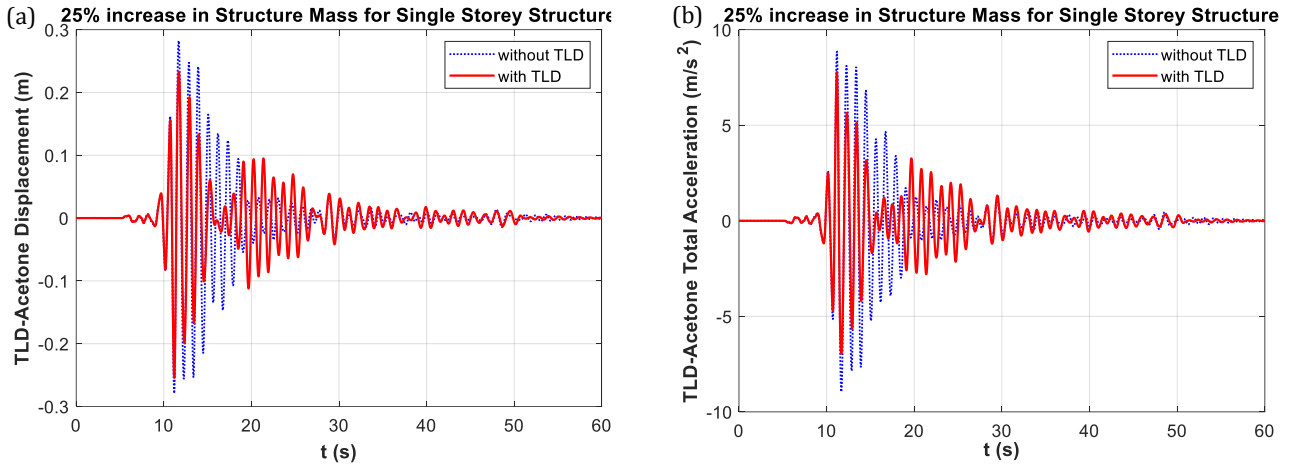 (a)
25% increase in Structure Mass for Single Storey Structure
TLD-Acetone Displacement (m)
0.3
0.2
0.1
0
-0.1
-0.2
-0.3
without TLD
with TLD
0 10 20 30 40 50 60
t (s)
(b)
25% increase in Structure Mass for Single Storey Structure
TLD-Acetone Total Acceleration (m/s²)
10
5
0
-5
-10
without TLD
with TLD
0 10 20 30 40 50 60
t (s)